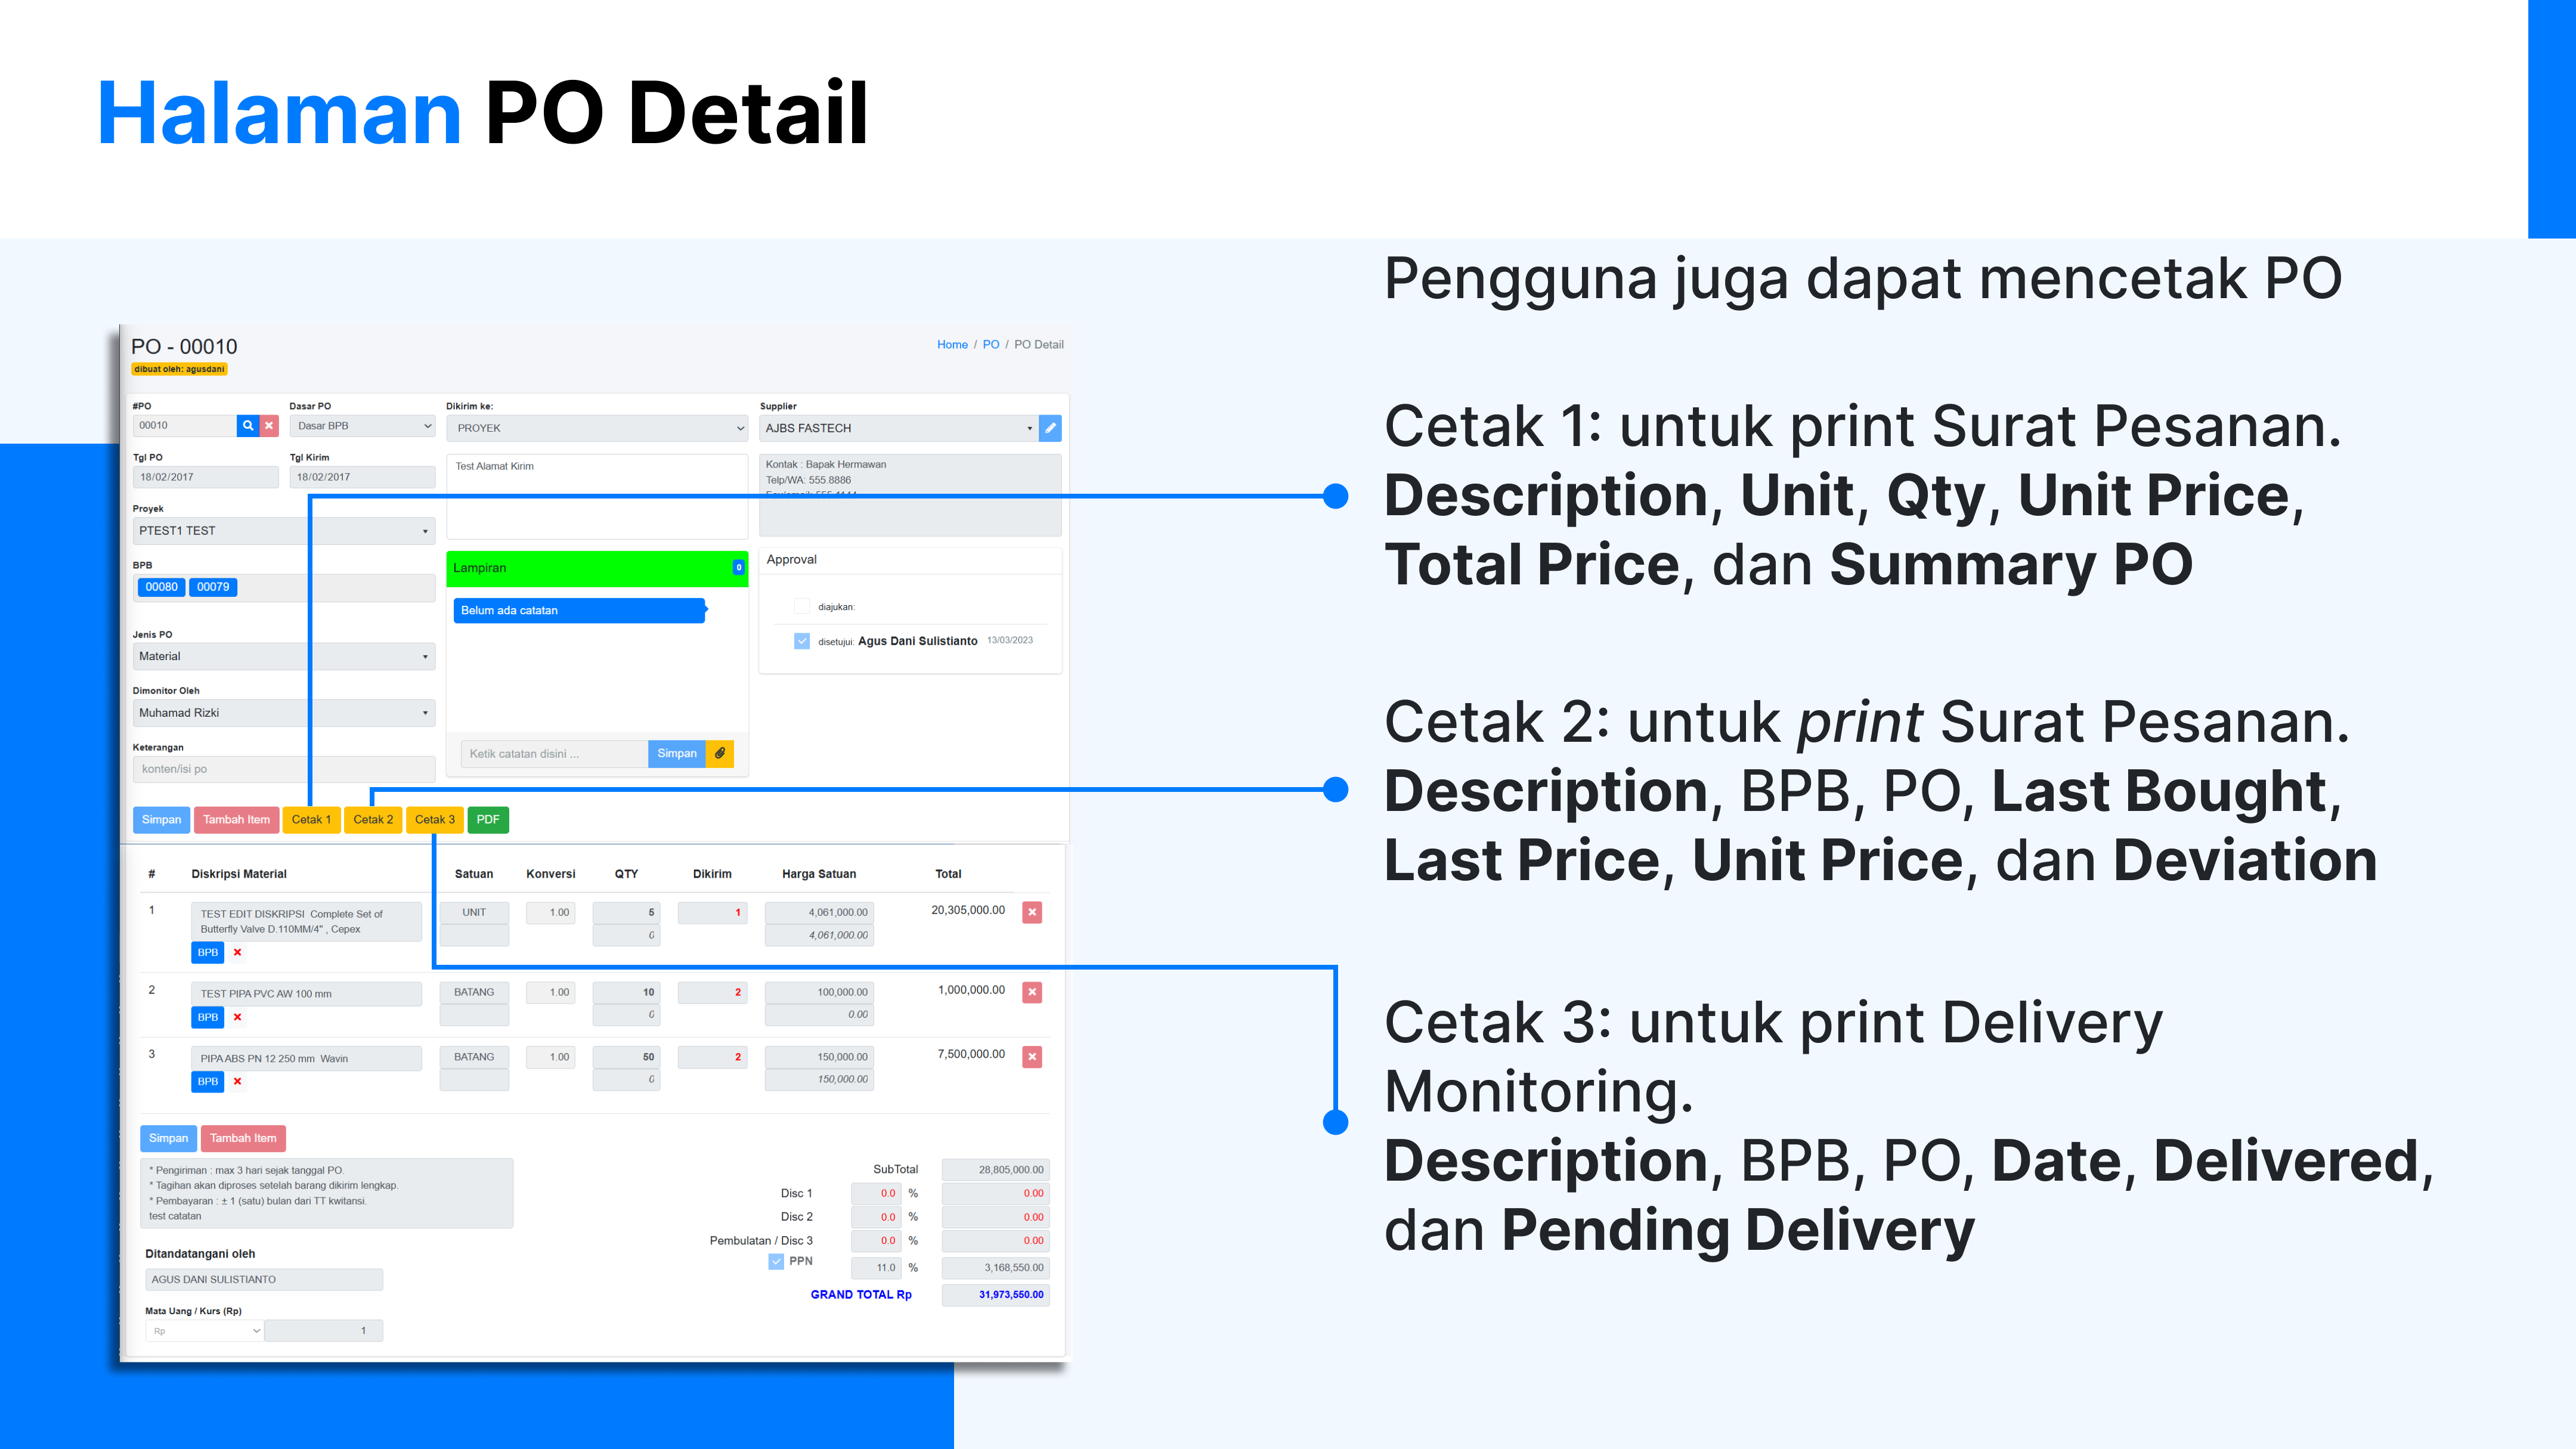 Halaman PO Detail
Pengguna juga dapat mencetak PO
Cetak 1: untuk print Surat Pesanan.
Description, Unit, Qty, Unit Price,
Total Price, dan Summary PO
Cetak 2: untuk print Surat Pesanan.
Description, BPB, PO, Last Bought,
Last Price, Unit Price, dan Deviation
Cetak 3: untuk print Delivery
Monitoring.
Description, BPB, PO, Date, Delivered,
dan Pending Delivery
PO - 00010
Home / PO / PO Detail
dibuat oleh: agusdani
#PO
Dasar PO
Dikirim ke:
Supplier
00010
Dasar BPB
PROYEK
AJBS FASTECH
Tgl PO
Tgl Kirim
18/02/2017
18/02/2017
Test Alamat Kirim
Kontak : Bapak Hermawan
Telp/WA: 555.8886
Proyek
PTEST1 TEST
BPB
00080 00079
Lampiran 0
Belum ada catatan
Approval
diajukan:
disetujui: Agus Dani Sulistianto 13/03/2023
Jenis PO
Material
Dimonitor Oleh
Muhamad Rizki
Keterangan
konten/isi po
Ketik catatan disini ... Simpan
Simpan Tambah Item Cetak 1 Cetak 2 Cetak 3 PDF
# Diskripsi Material Satuan Konversi QTY Dikirim Harga Satuan Total
1 TEST EDIT DISKRIPSI Complete Set of UNIT 1.00 5 1 4,061,000.00 20,305,000.00
Butterfly Valve D.110MM/4" , Cepex 0 4,061,000.00
BPB
2 TEST PIPA PVC AW 100 mm BATANG 1.00 10 2 100,000.00 1,000,000.00
BPB 0 0.00
3 PIPA ABS PN 12 250 mm Wavin BATANG 1.00 50 2 150,000.00 7,500,000.00
BPB 0 150,000.00
Simpan Tambah Item
* Pengiriman : max 3 hari sejak tanggal PO.
* Tagihan akan diproses setelah barang dikirim lengkap.
* Pembayaran : ± 1 (satu) bulan dari TT kwitansi.
test catatan
Ditandatangani oleh
AGUS DANI SULISTIANTO
Mata Uang / Kurs (Rp)
Rp 1
SubTotal 28,805,000.00
Disc 1 0.0 % 0.00
Disc 2 0.0 % 0.00
Pembulatan / Disc 3 0.0 % 0.00
PPN 11.0 % 3,168,550.00
GRAND TOTAL Rp 31,973,550.00